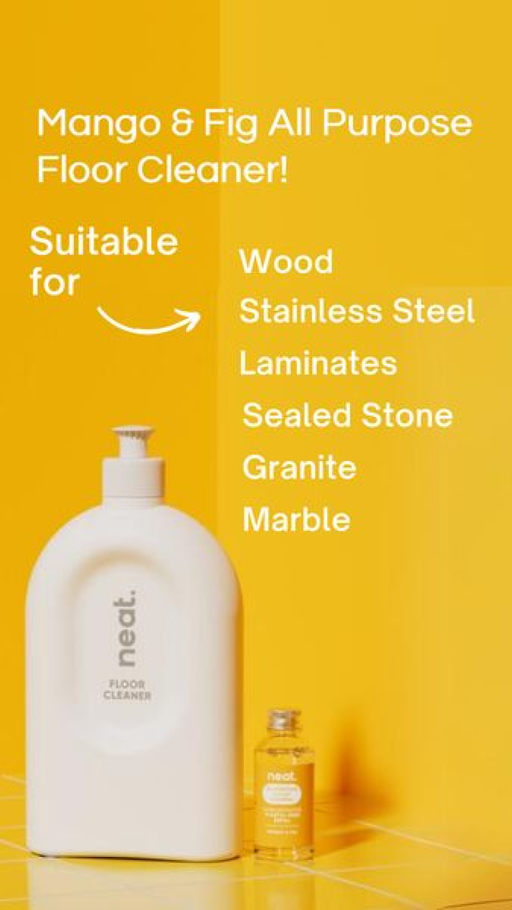 Mango & Fig All Purpose
Floor Cleaner!
Suitable
for
Wood
Stainless Steel
Laminates
Sealed Stone
Granite
Marble
neat.
FLOOR
CLEANER
neat.